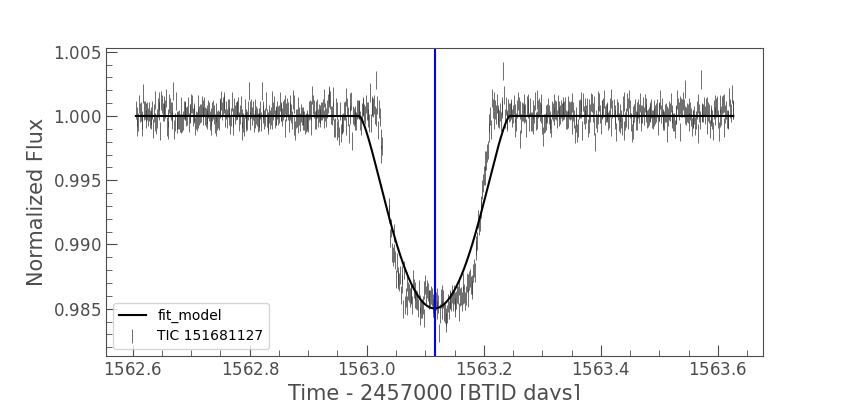 1.005
1.000
0.995
0.990
0.985
Normalized Flux
fit_model
TIC 151681127
1562.6 1562.8 1563.0 1563.2 1563.4 1563.6
Time - 2457000 [BTJD days]